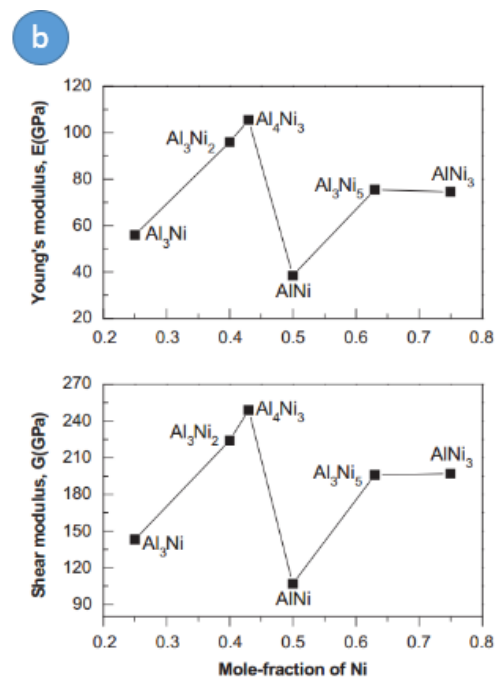 b
120
100
80
60
40
20
Young's modulus, E(GPa)
Al₃Ni
Al₃Ni₂
Al₄Ni₃
AlNi
Al₃Ni₅
AlNi₃
0.2 0.3 0.4 0.5 0.6 0.7 0.8
270
240
210
180
150
120
90
Shear modulus, G(GPa)
Al₃Ni
Al₃Ni₂
Al₄Ni₃
AlNi
Al₃Ni₅
AlNi₃
0.2 0.3 0.4 0.5 0.6 0.7 0.8
Mole-fraction of Ni